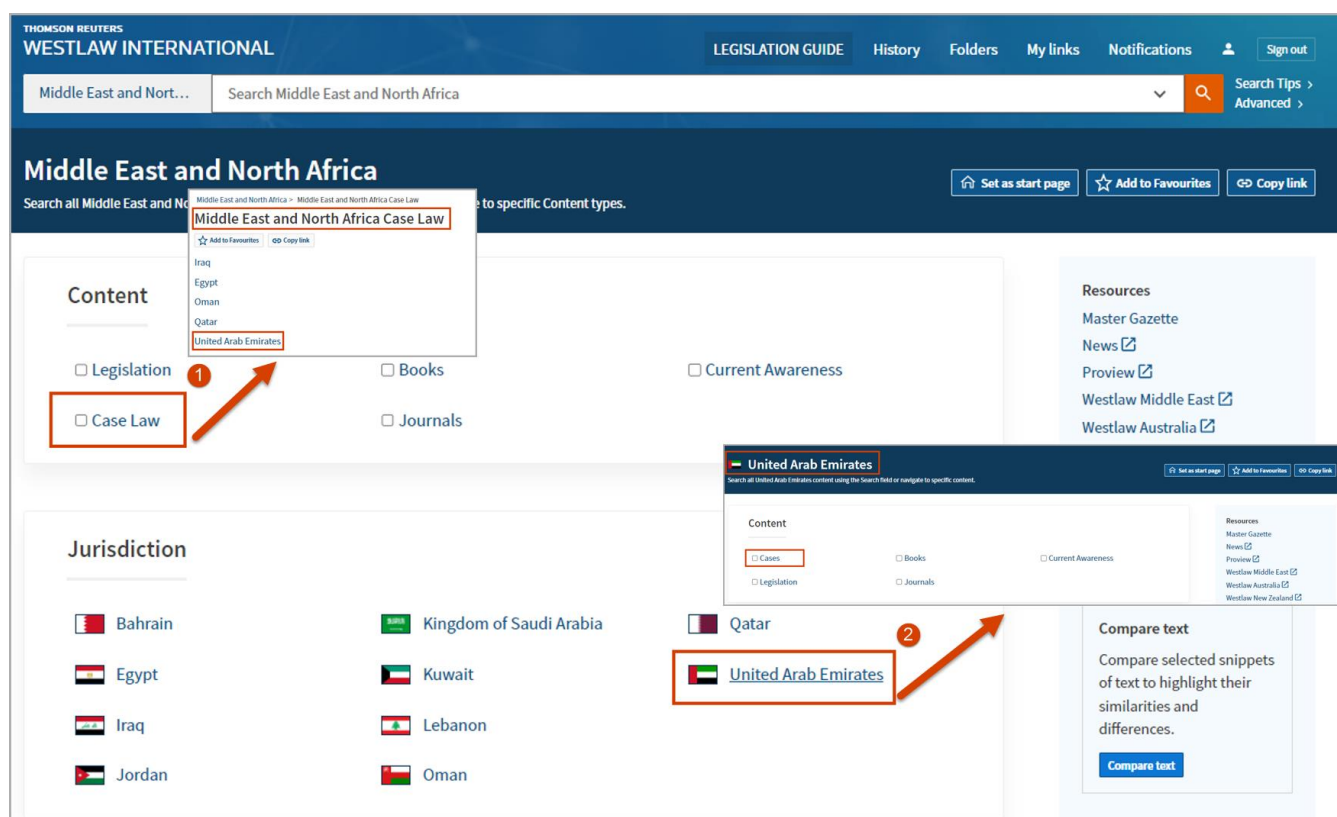 THOMSON REUTERS
WESTLAW INTERNATIONAL
LEGISLATION GUIDE History Folders My links Notifications Sign out
Middle East and Nort... Search Middle East and North Africa
Search Tips >
Advanced >
Middle East and North Africa
Set as start page Add to Favourites Copy link
Search all Middle East and No
e to specific Content types.
Middle East and North Africa > Middle East and North Africa Case Law
Middle East and North Africa Case Law
Add to Favourites Copy link
Iraq
Egypt
Oman
Qatar
United Arab Emirates
Content
Legislation Books Current Awareness
1
Case Law Journals
Resources
Master Gazette
News
Proview
Westlaw Middle East
Westlaw Australia
United Arab Emirates
Set as start page Add to Favourites Copy link
Search all United Arab Emirates content using the Search field or navigate to specific content.
Content
Cases Books Current Awareness
Legislation Journals
Resources
Master Gazette
News
Proview
Westlaw Middle East
Westlaw Australia
Westlaw New Zealand
Jurisdiction
Bahrain Kingdom of Saudi Arabia Qatar
2
Egypt Kuwait United Arab Emirates
Iraq Lebanon
Jordan Oman
Compare text
Compare selected snippets
of text to highlight their
similarities and
differences.
Compare text